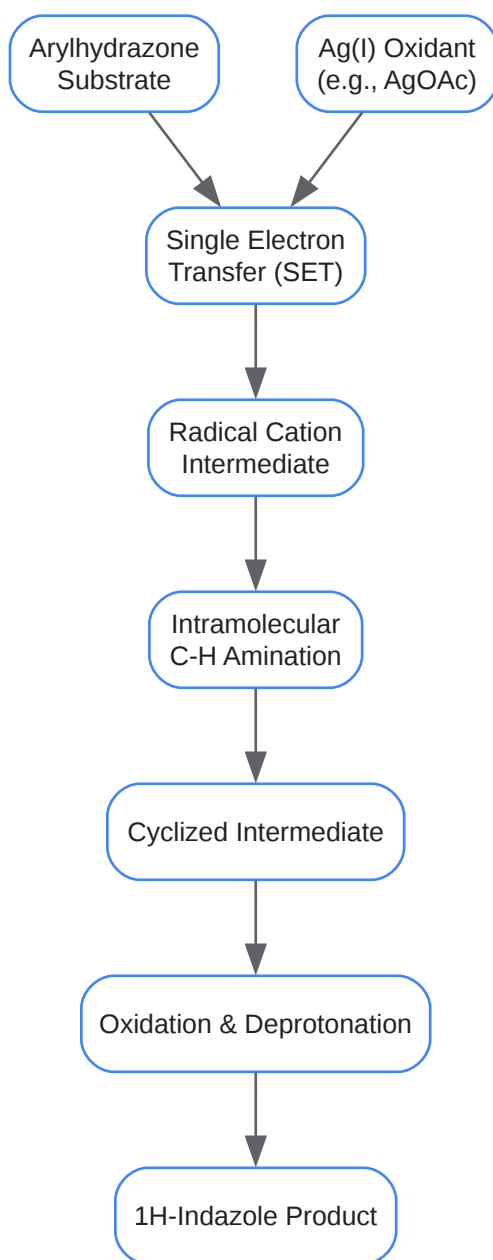 Arylhydrazone
Substrate
Ag(I) Oxidant
(e.g., AgOAc)
Single Electron
Transfer (SET)
Radical Cation
Intermediate
Intramolecular
C-H Amination
Cyclized Intermediate
Oxidation & Deprotonation
1H-Indazole Product